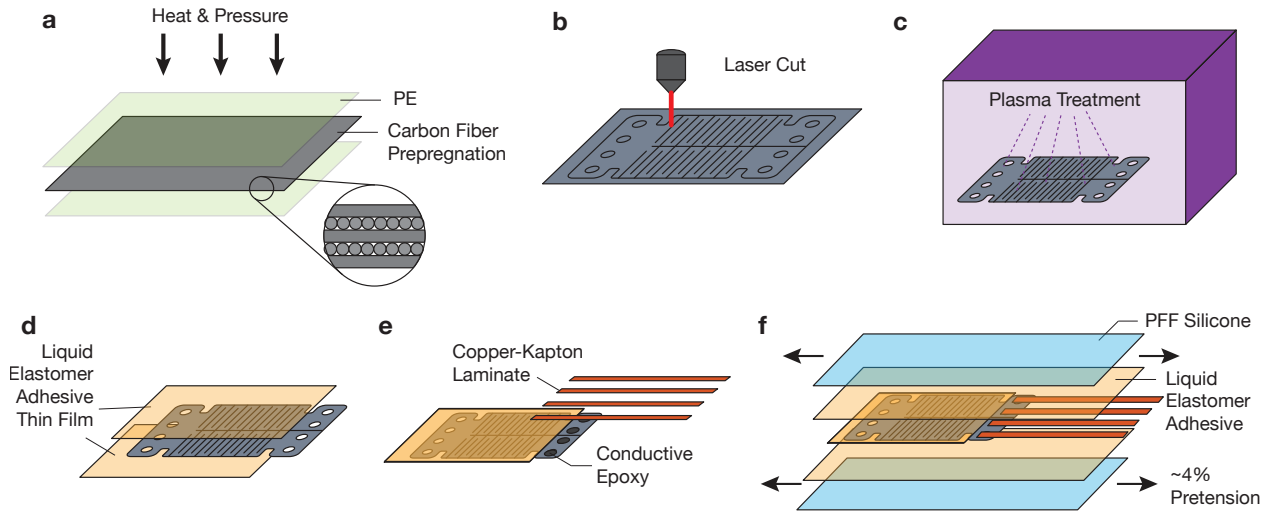 a
Heat & Pressure
PE
Carbon Fiber
Prepregnation
b
Laser Cut
c
Plasma Treatment
d
Liquid
Elastomer
Adhesive
Thin Film
e
Copper-Kapton
Laminate
Conductive
Epoxy
f
PFF Silicone
Liquid
Elastomer
Adhesive
~4%
Pretension